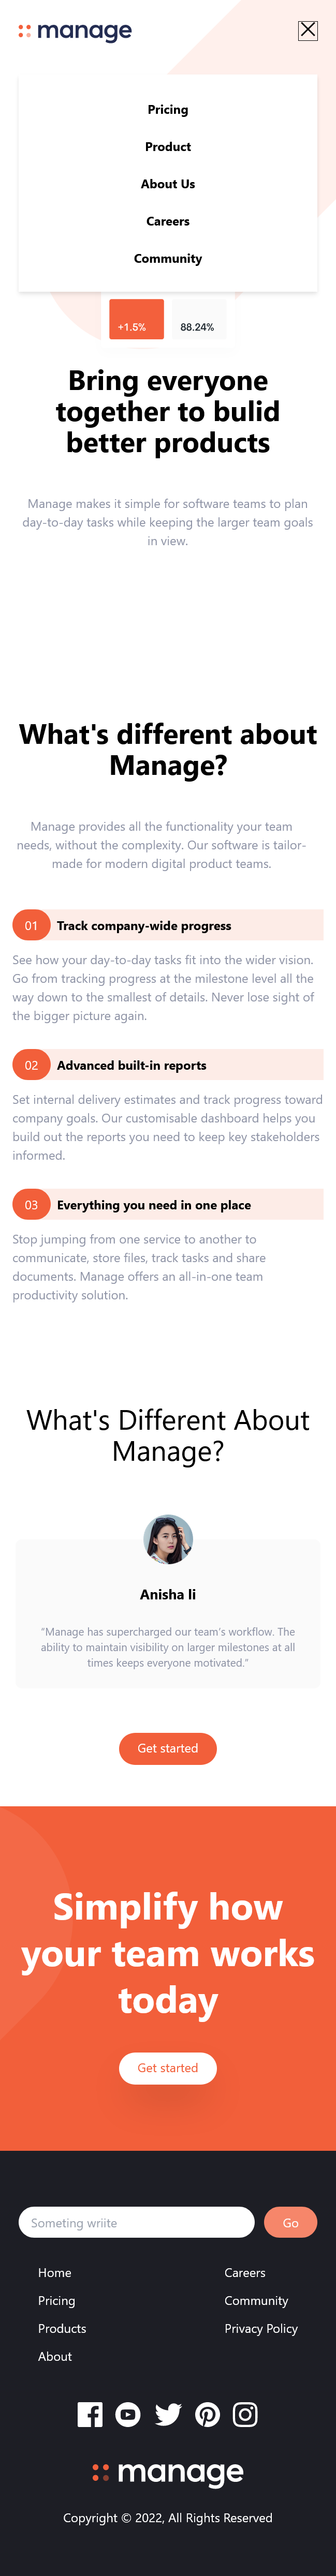 manage
Pricing
Product
About Us
Careers
Community
+1.5%
88.24%
Bring everyone
together to bulid
better products
Manage makes it simple for software teams to plan
day-to-day tasks while keeping the larger team goals
in view.
What's different about
Manage?
Manage provides all the functionality your team
needs, without the complexity. Our software is tailor-
made for modern digital product teams.
01 Track company-wide progress
See how your day-to-day tasks fit into the wider vision.
Go from tracking progress at the milestone level all the
way down to the smallest of details. Never lose sight of
the bigger picture again.
02 Advanced built-in reports
Set internal delivery estimates and track progress toward
company goals. Our customisable dashboard helps you
build out the reports you need to keep key stakeholders
informed.
03 Everything you need in one place
Stop jumping from one service to another to
communicate, store files, track tasks and share
documents. Manage offers an all-in-one team
productivity solution.
What's Different About
Manage?
Anisha li
“Manage has supercharged our team's workflow. The
ability to maintain visibility on larger milestones at all
times keeps everyone motivated.”
Get started
Simplify how
your team works
today
Get started
Someting wriite
Go
Home
Pricing
Products
About
Careers
Community
Privacy Policy
manage
Copyright © 2022, All Rights Reserved